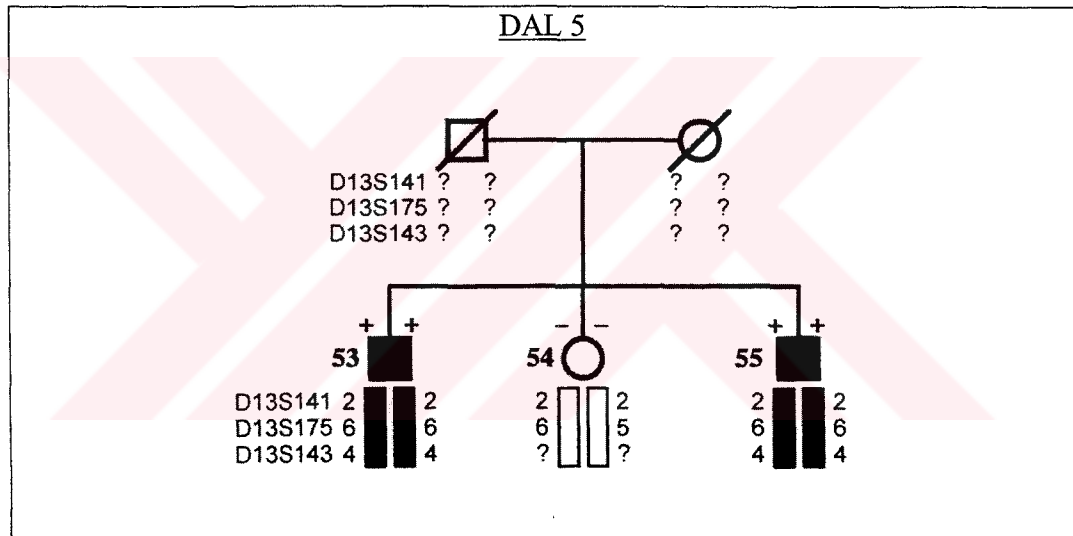 DAL 5
D13S141 ? ? ? ?
D13S175 ? ? ? ?
D13S143 ? ? ? ?
+ + - - + +
53 54 55
D13S141 2 2 2 2 2 2
D13S175 6 6 6 5 6 6
D13S143 4 4 ? ? 4 4